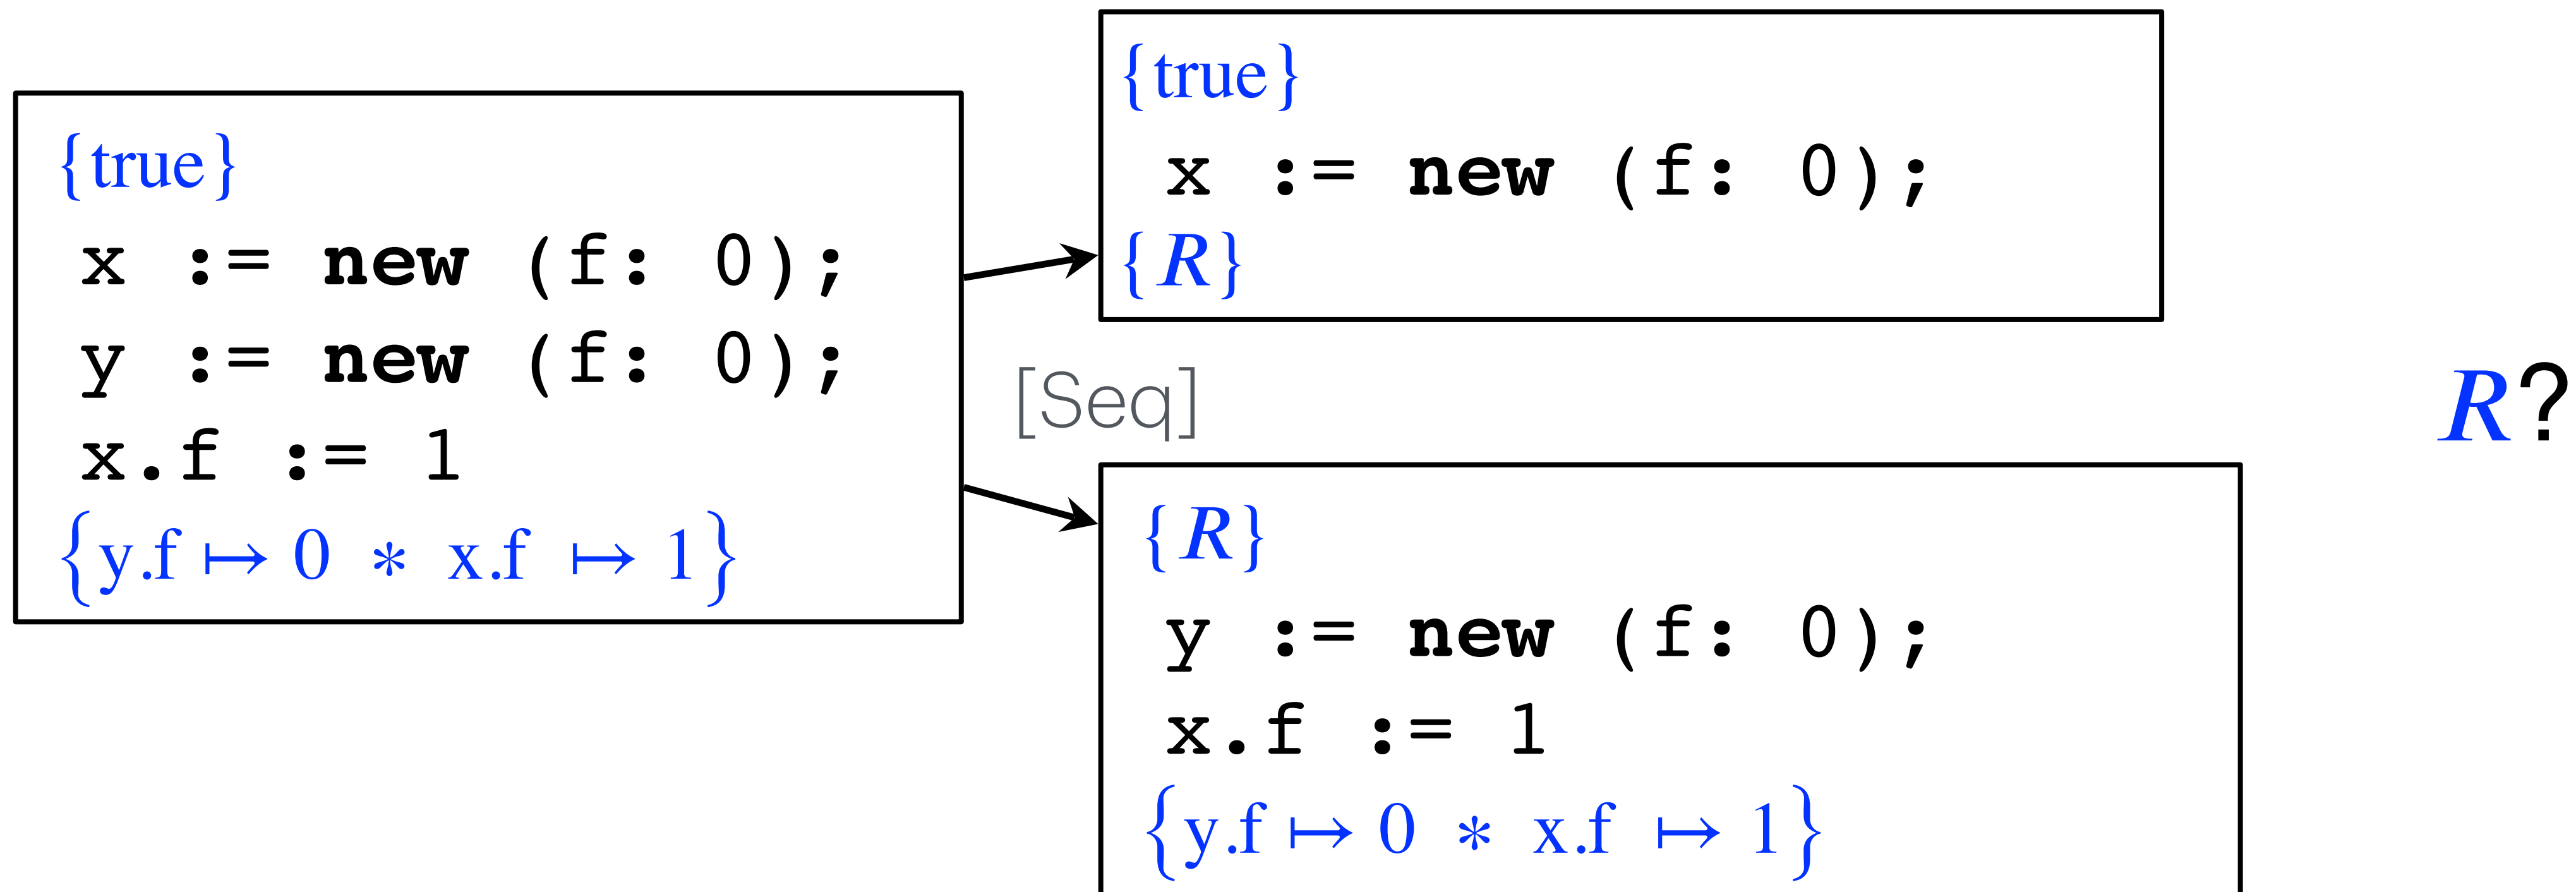 {true}
x := new (f: 0);
y := new (f: 0);
x.f := 1
{y.f ↦ 0 * x.f ↦ 1}
[Seq]
{true}
x := new (f: 0);
{R}
{R}
y := new (f: 0);
x.f := 1
{y.f ↦ 0 * x.f ↦ 1}
R?